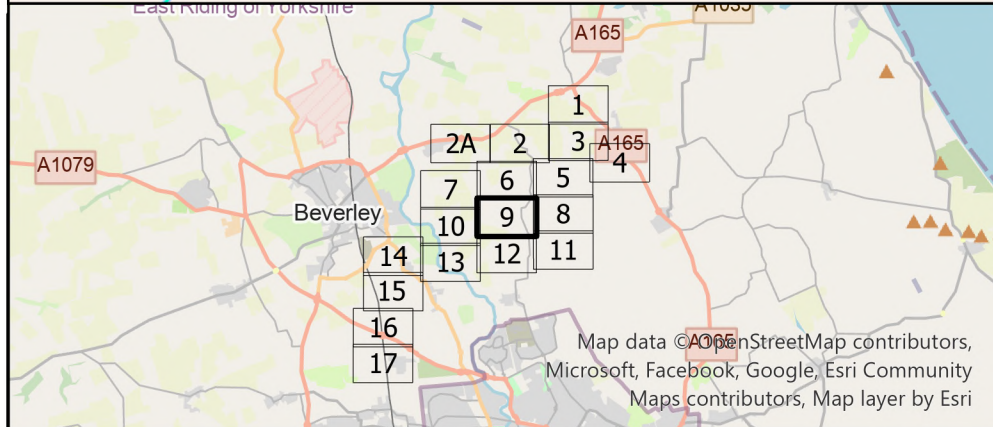 East Riding of Yorkshire
A1035
A165
1
2A
2
3
A165
4
A1079
7
6
5
Beverley
10
9
8
14
13
12
11
15
16
17
A165
Map data © OpenStreetMap contributors,
Microsoft, Facebook, Google, Esri Community
Maps contributors, Map layer by Esri